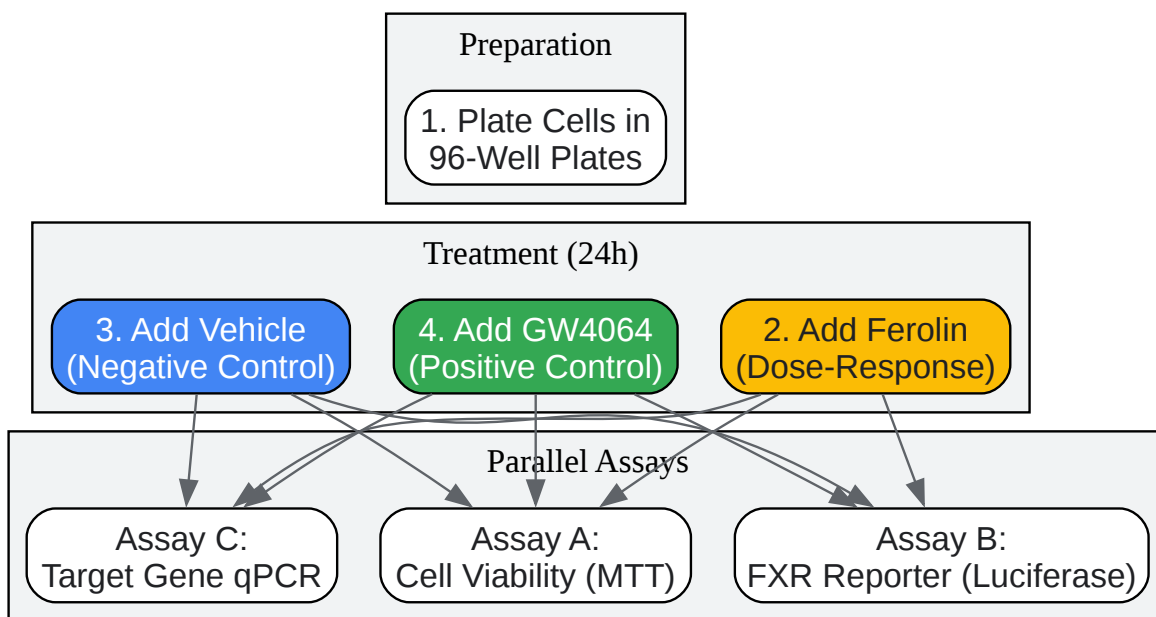 Preparation
1. Plate Cells in
96-Well Plates
Treatment (24h)
3. Add Vehicle
(Negative Control)
4. Add GW4064
(Positive Control)
2. Add Ferolin
(Dose-Response)
Parallel Assays
Assay C:
Target Gene qPCR
Assay A:
Cell Viability (MTT)
Assay B:
FXR Reporter (Luciferase)